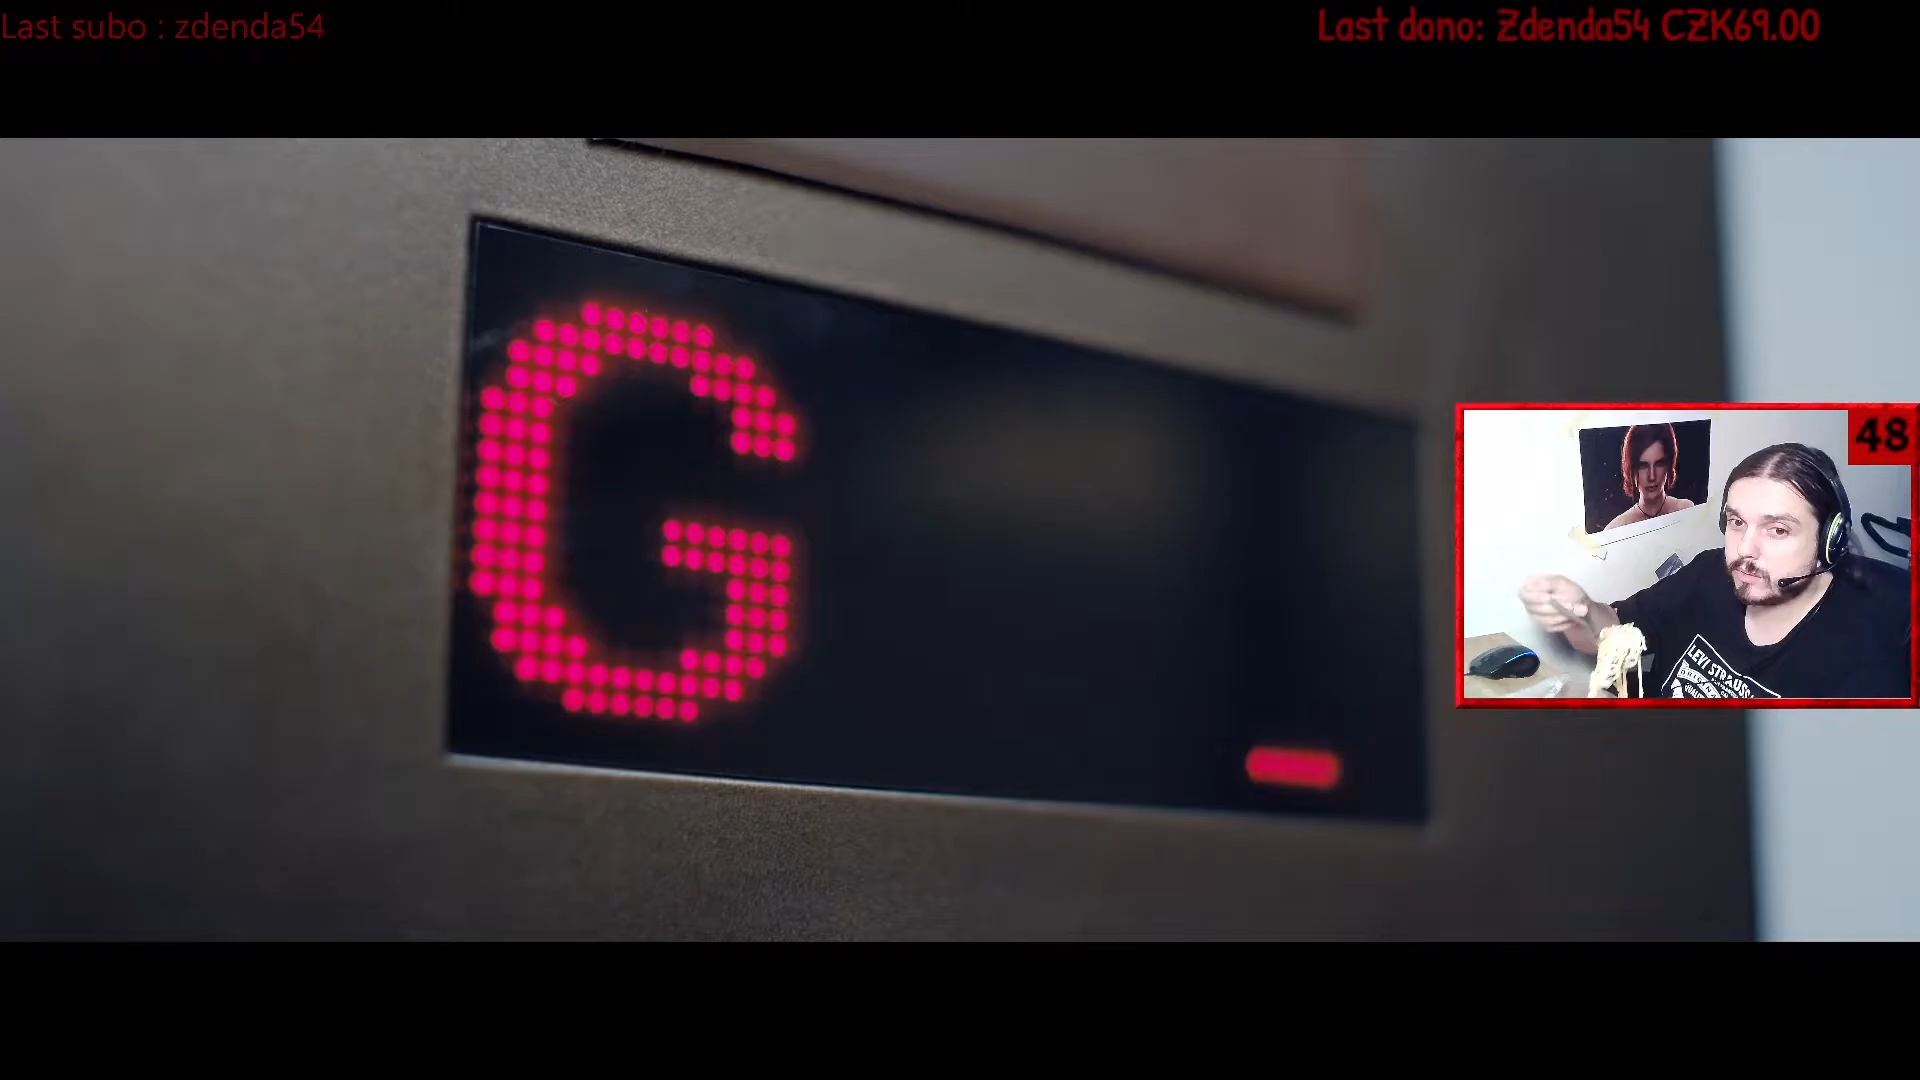 Last subo : zdenda54
Last dono: Zdenda54 CZK69.00
G
48
LEVI STRAUSS